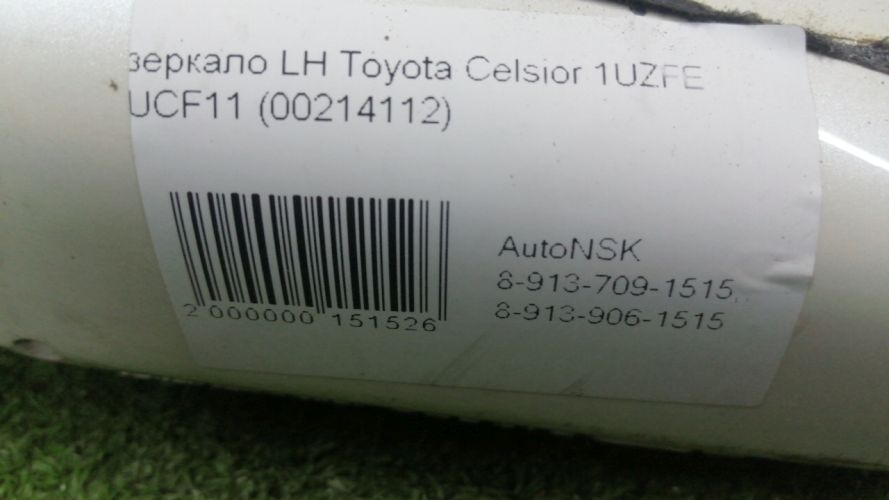 зеркало LH Toyota Celsior 1UZFE
UCF11 (00214112)
2 000000 151526
AutoNSK
8-913-709-1515,
8-913-906-1515